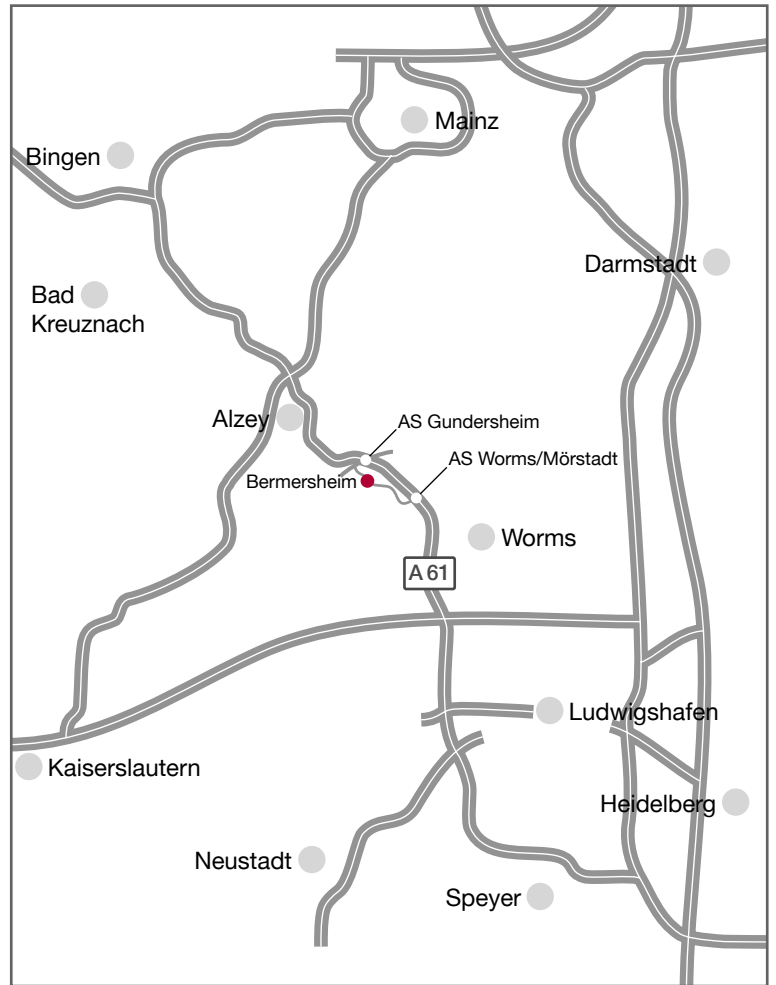 Mainz
Bingen
Darmstadt
Bad
Kreuznach
Alzey
AS Gundersheim
AS Worms/Mörstadt
Bermersheim
Worms
A 61
Ludwigshafen
Kaiserslautern
Heidelberg
Neustadt
Speyer